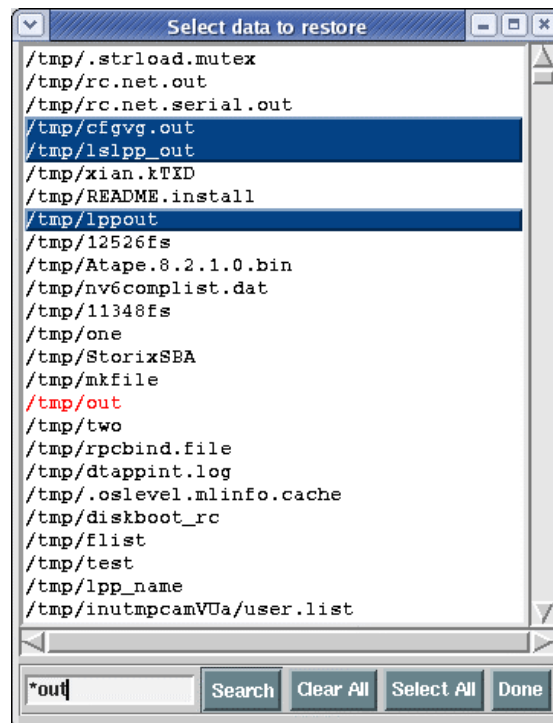 Select data to restore
/tmp/.strload.mutex
/tmp/rc.net.out
/tmp/rc.net.serial.out
/tmp/cfgvg.out
/tmp/lslpp_out
/tmp/xian.kTXD
/tmp/README.install
/tmp/lppout
/tmp/12526fs
/tmp/Atape.8.2.1.0.bin
/tmp/nv6complist.dat
/tmp/11348fs
/tmp/one
/tmp/StorixSBA
/tmp/mkfile
/tmp/out
/tmp/two
/tmp/rpcbind.file
/tmp/dtappint.log
/tmp/.oslevel.mlinfo.cache
/tmp/diskboot_rc
/tmp/flist
/tmp/test
/tmp/lpp_name
/tmp/inutmpcamVUa/user.list
*out Search Clear All Select All Done